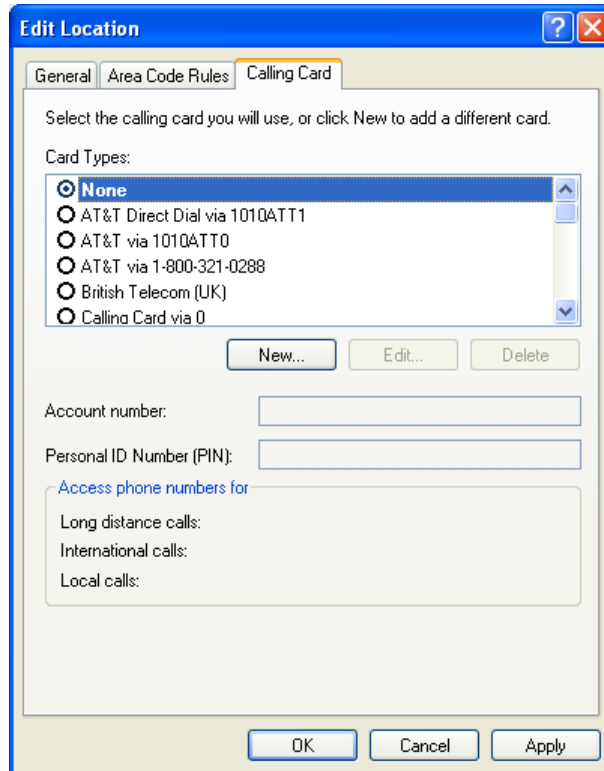 Edit Location
General Area Code Rules Calling Card
Select the calling card you will use, or click New to add a different card.
Card Types:
None
AT&T Direct Dial via 1010ATT1
AT&T via 1010ATT0
AT&T via 1-800-321-0288
British Telecom (UK)
Calling Card via 0
New... Edit... Delete
Account number:
Personal ID Number (PIN):
Access phone numbers for
Long distance calls:
International calls:
Local calls:
OK Cancel Apply